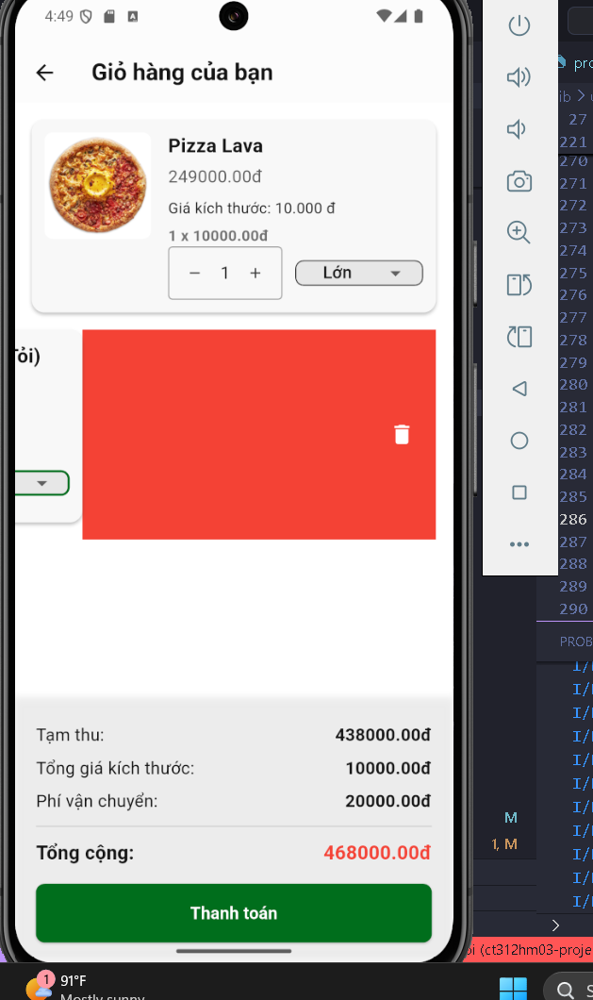 4:49
Giỏ hàng của bạn
Pizza Lava
249000.00đ
Giá kích thước: 10.000 đ
1 x 10000.00đ
− 1 +
Lớn
Tỏi)
Tạm thu: 438000.00đ
Tổng giá kích thước: 10000.00đ
Phí vận chuyển: 20000.00đ
Tổng cộng: 468000.00đ
Thanh toán
pro
ib >
27
221
270
271
272
273
274
275
276
277
278
279
280
281
282
283
284
285
286
287
288
289
290
PROB
I/
I/
I/
I/
I/
I/
I/
I/
I/
I/
I/
M
1, M
pi (ct312hm03-proje
1
91°F
Mostly sunny
S